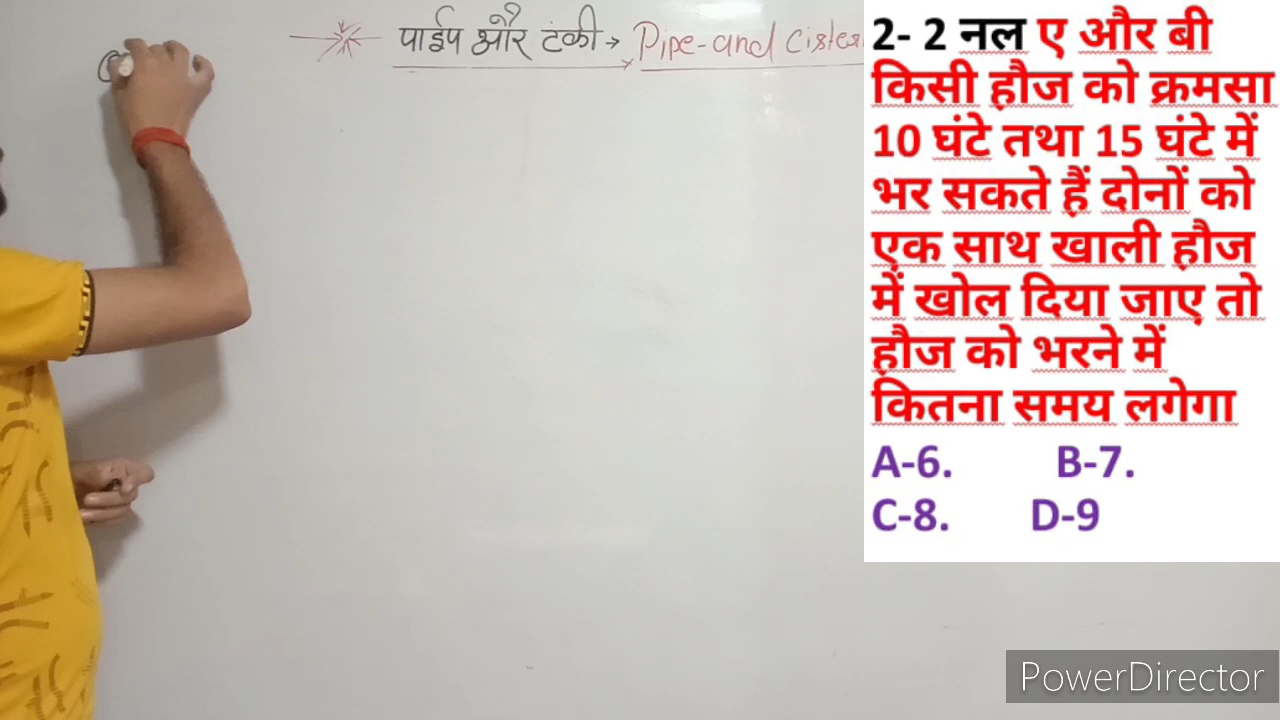 पाईप और टंकी → Pipe-and Cister
2- 2 नल ए और बी
किसी हौज को क्रमसा
10 घंटे तथा 15 घंटे में
भर सकते हैं दोनों को
एक साथ खाली हौज
में खोल दिया जाए तो
हौज को भरने में
कितना समय लगेगा
A-6. B-7.
C-8. D-9
PowerDirector